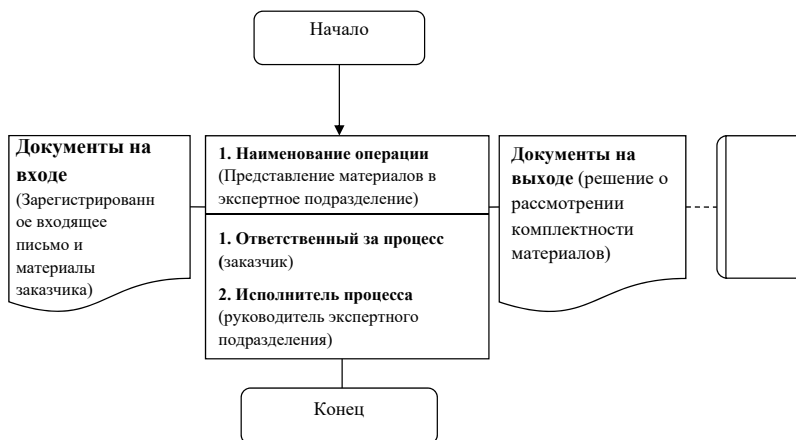 Начало
Документы на
входе
(Зарегистрированн
ое входящее
письмо и
материалы
заказчика)
1. Наименование операции
(Представление материалов в
экспертное подразделение)
1. Ответственный за процесс
(заказчик)
2. Исполнитель процесса
(руководитель экспертного
подразделения)
Документы на
выходе (решение о
рассмотрении
комплектности
материалов)
Конец